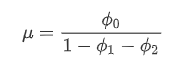 μ = φ₀ / (1 − φ₁ − φ₂)